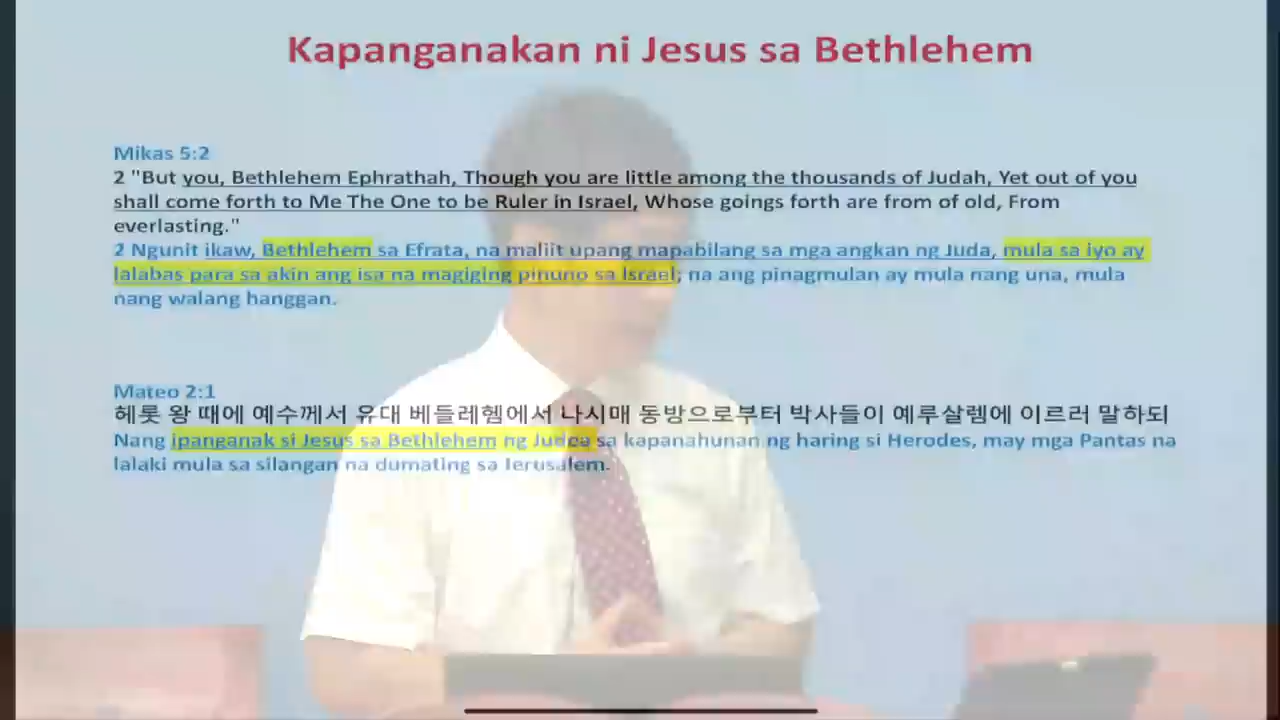 Kapanganakan ni Jesus sa Bethlehem
Mikas 5:2
2 "But you, Bethlehem Ephrathah, Though you are little among the thousands of Judah, Yet out of you
shall come forth to Me The One to be Ruler in Israel, Whose goings forth are from of old, From
everlasting."
2 Ngunit ikaw, Bethlehem sa Efrata, na maliit upang mapabilang sa mga angkan ng Juda, mula sa iyo ay
lalabas para sa akin ang isa na magiging pinuno sa Israel; na ang pinagmulan ay mula nang una, mula
nang walang hanggan.
Mateo 2:1
헤롯 왕 때에 예수께서 유대 베들레헴에서 나시매 동방으로부터 박사들이 예루살렘에 이르러 말하되
Nang ipanganak si Jesus sa Bethlehem ng Judea sa kapanahunan ng haring si Herodes, may mga Pantas na
lalaki mula sa silangan na dumating sa Ierusalem.